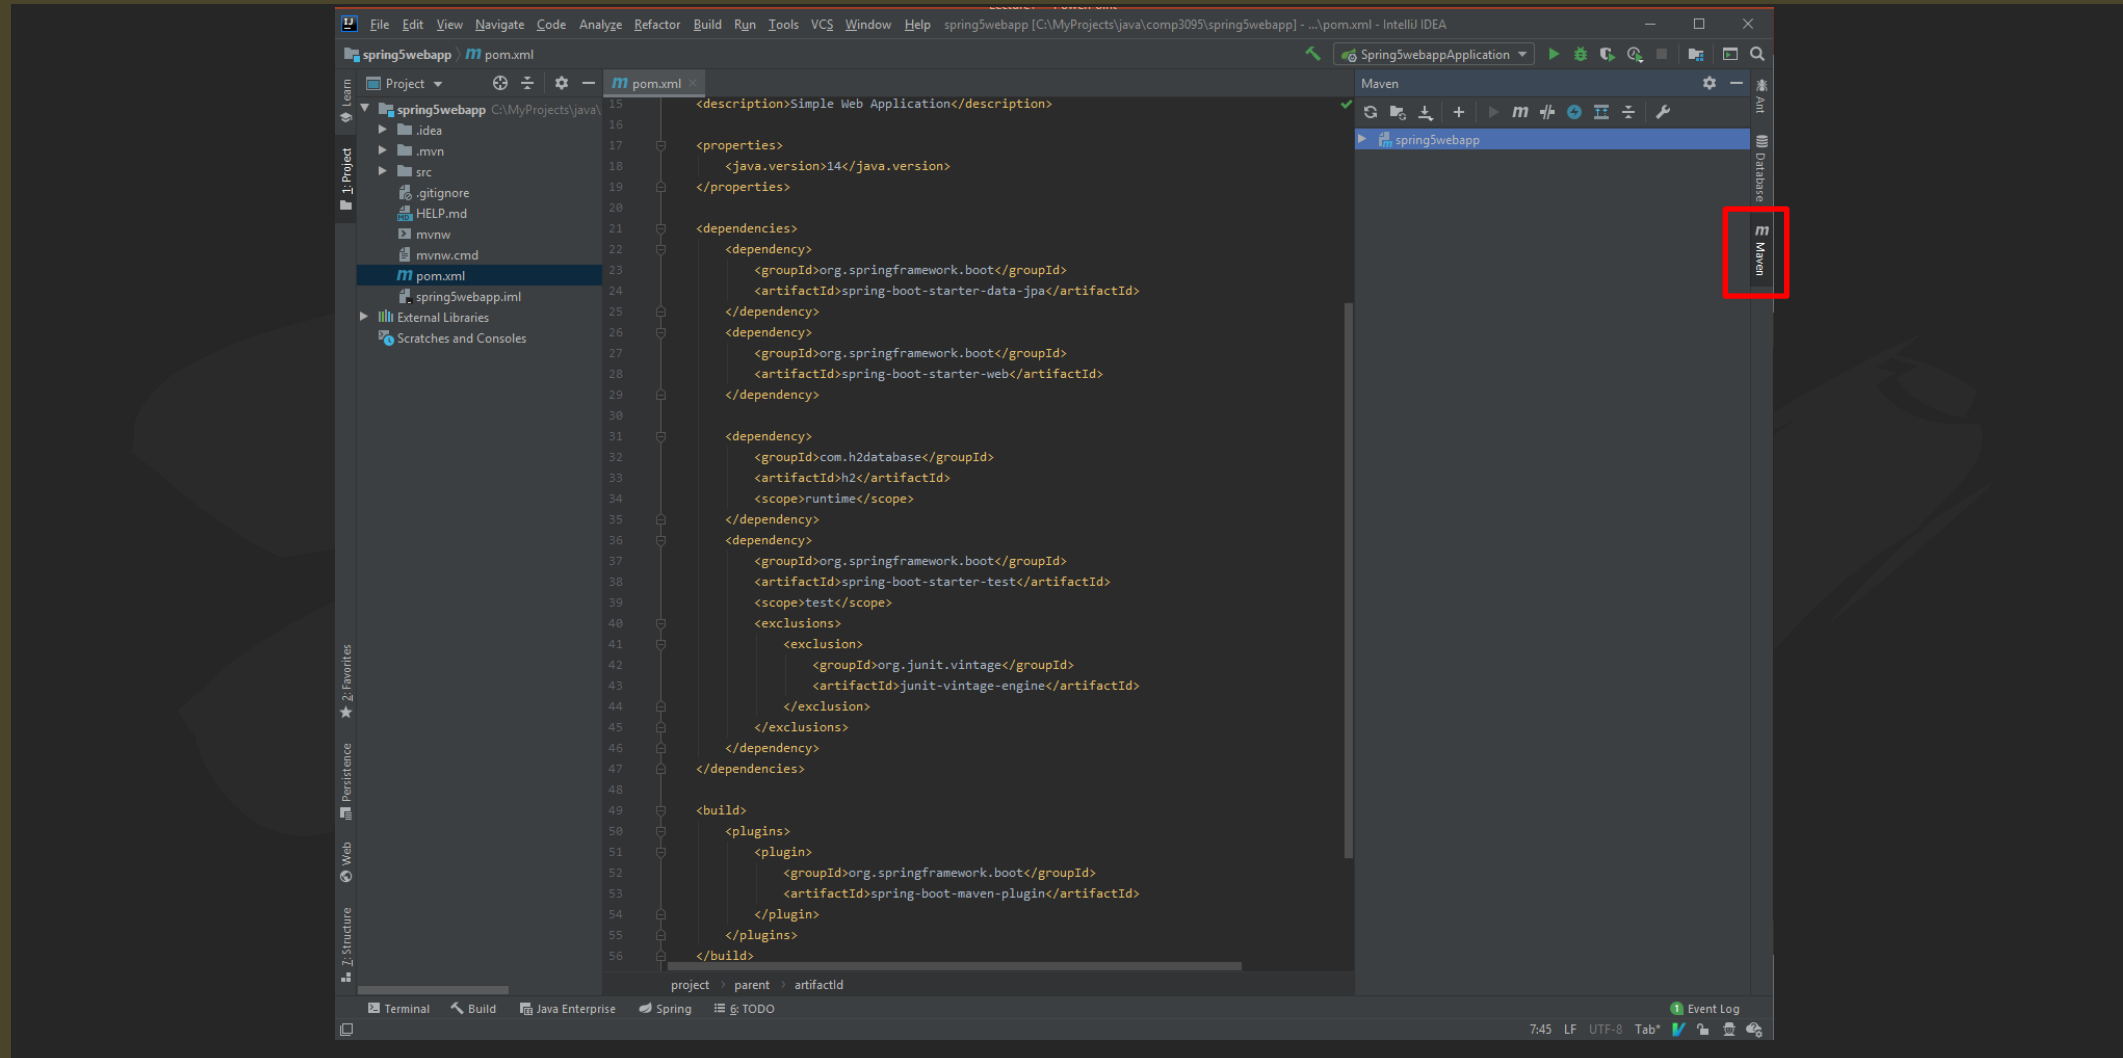 File Edit View Navigate Code Analyze Refactor Build Run Tools VCS Window Help spring5webapp [C:\MyProjects\java\comp3095\spring5webapp] - ...\pom.xml - IntelliJ IDEA
spring5webapp pom.xml
Spring5webappApplication
Learn
1: Project
2: Favorites
Persistence
Web
7: Structure
Project
spring5webapp C:\MyProjects\java\
.idea
.mvn
src
.gitignore
HELP.md
mvnw
mvnw.cmd
pom.xml
spring5webapp.iml
External Libraries
Scratches and Consoles
pom.xml
15 <description>Simple Web Application</description>
16
17 <properties>
18 <java.version>14</java.version>
19 </properties>
20
21 <dependencies>
22 <dependency>
23 <groupId>org.springframework.boot</groupId>
24 <artifactId>spring-boot-starter-data-jpa</artifactId>
25 </dependency>
26 <dependency>
27 <groupId>org.springframework.boot</groupId>
28 <artifactId>spring-boot-starter-web</artifactId>
29 </dependency>
30
31 <dependency>
32 <groupId>com.h2database</groupId>
33 <artifactId>h2</artifactId>
34 <scope>runtime</scope>
35 </dependency>
36 <dependency>
37 <groupId>org.springframework.boot</groupId>
38 <artifactId>spring-boot-starter-test</artifactId>
39 <scope>test</scope>
40 <exclusions>
41 <exclusion>
42 <groupId>org.junit.vintage</groupId>
43 <artifactId>junit-vintage-engine</artifactId>
44 </exclusion>
45 </exclusions>
46 </dependency>
47 </dependencies>
48
49 <build>
50 <plugins>
51 <plugin>
52 <groupId>org.springframework.boot</groupId>
53 <artifactId>spring-boot-maven-plugin</artifactId>
54 </plugin>
55 </plugins>
56 </build>
project parent artifactId
Maven
spring5webapp
Ant
Database
m Maven
Terminal Build Java Enterprise Spring 6: TODO
1 Event Log
7:45 LF UTF-8 Tab*